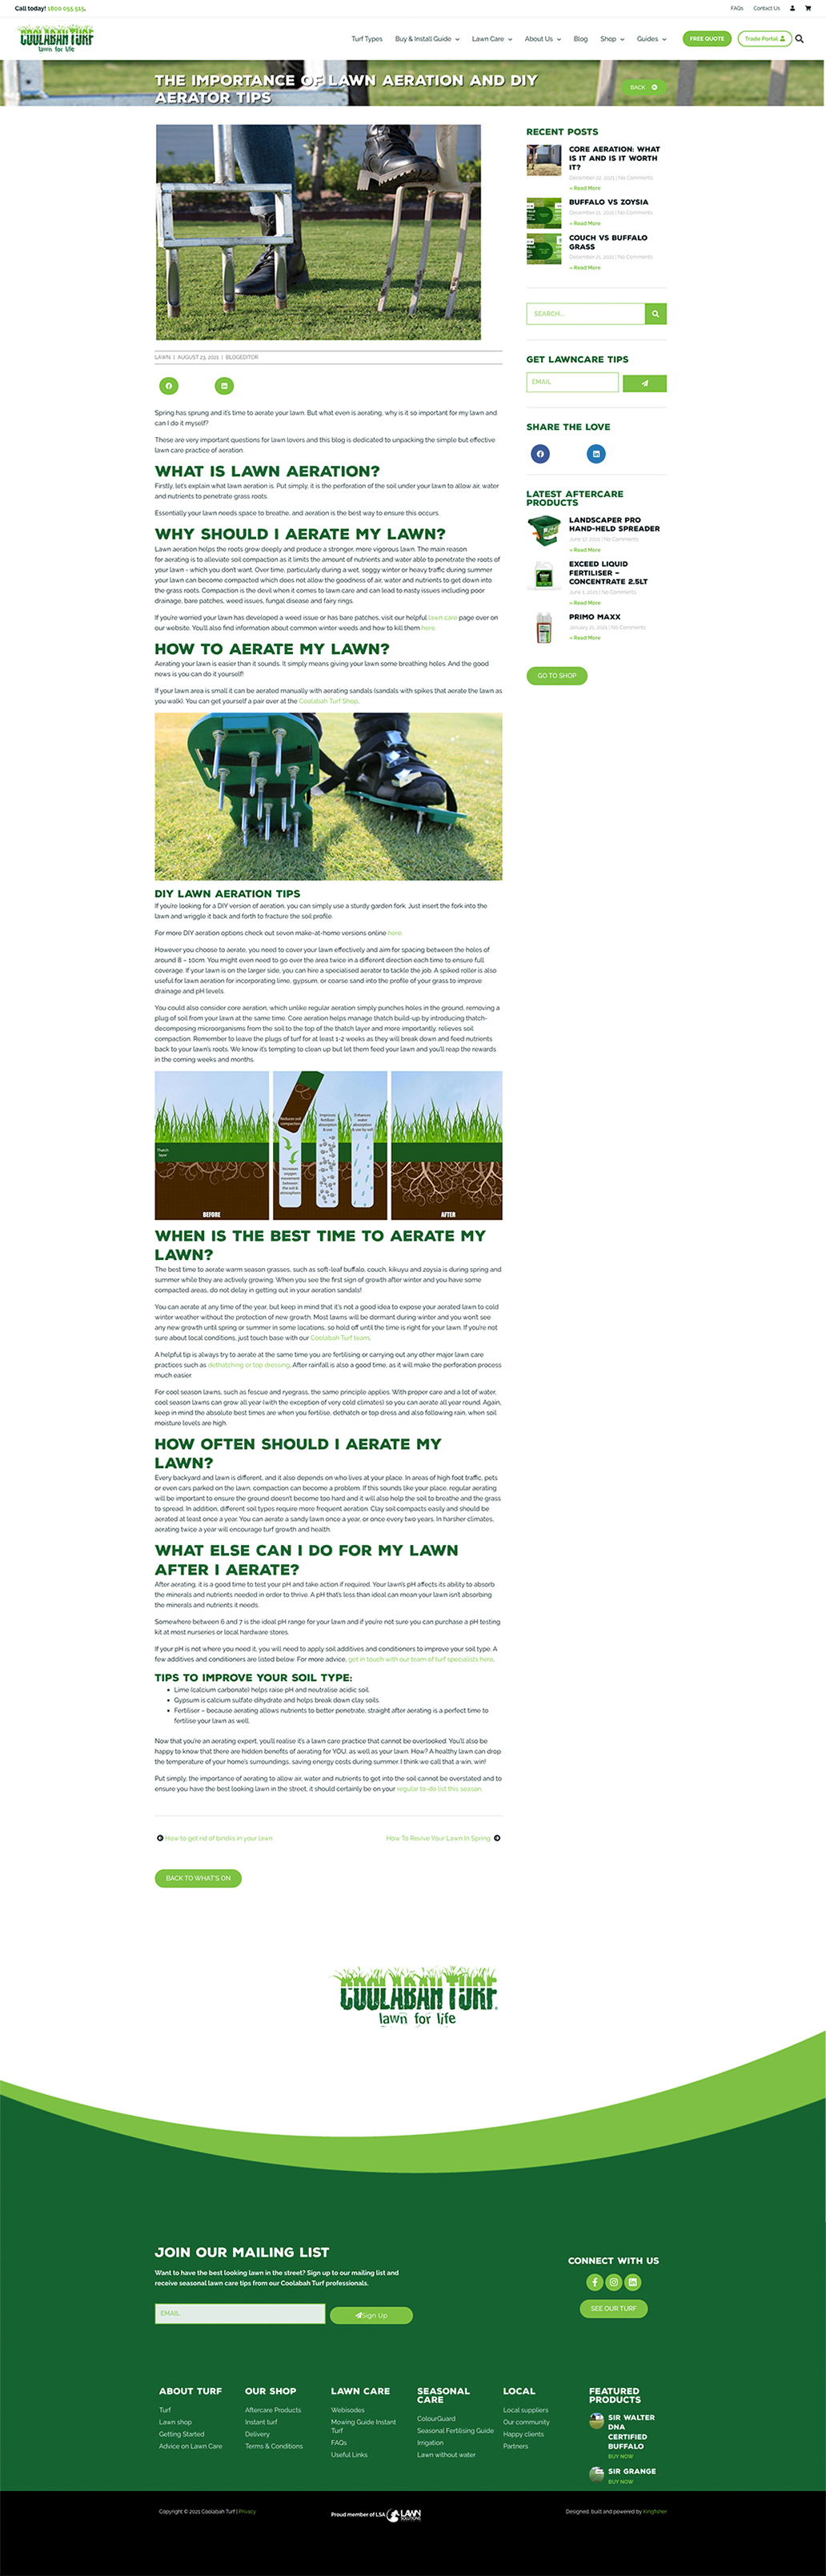 Call today! 1800 055 515.
FAQs
Contact Us
COOLABAH TURF
lawn for life
Turf Types
Buy & Install Guide
Lawn Care
About Us
Blog
Shop
Guides
FREE QUOTE
Trade Portal
THE IMPORTANCE OF LAWN AERATION AND DIY
AERATOR TIPS
BACK
LAWN | AUGUST 23, 2021 | BLOGEDITOR
Spring has sprung and it's time to aerate your lawn. But what even is aerating, why is it so important for my lawn and
can I do it myself?
These are very important questions for lawn lovers and this blog is dedicated to unpacking the simple but effective
lawn care practice of aeration.
WHAT IS LAWN AERATION?
Firstly, let's explain what lawn aeration is. Put simply, it is the perforation of the soil under your lawn to allow air, water
and nutrients to penetrate grass roots.
Essentially your lawn needs space to breathe, and aeration is the best way to ensure this occurs.
WHY SHOULD I AERATE MY LAWN?
Lawn aeration helps the roots grow deeply and produce a stronger, more vigorous lawn. The main reason
for aerating is to alleviate soil compaction as it limits the amount of nutrients and water able to penetrate the roots of
your lawn - which you don't want. Over time, particularly during a wet, soggy winter or heavy traffic during summer
your lawn can become compacted which does not allow the goodness of air, water and nutrients to get down into
the grass roots. Compaction is the devil when it comes to lawn care and can lead to nasty issues including poor
drainage, bare patches, weed issues, fungal disease and fairy rings.
If you're worried your lawn has developed a weed issue or has bare patches, visit our helpful lawn care page over on
our website. You'll also find information about common winter weeds and how to kill them here.
HOW TO AERATE MY LAWN?
Aerating your lawn is easier than it sounds. It simply means giving your lawn some breathing holes. And the good
news is you can do it yourself!
If your lawn area is small it can be aerated manually with aerating sandals (sandals with spikes that aerate the lawn as
you walk). You can get yourself a pair over at the Coolabah Turf Shop.
DIY LAWN AERATION TIPS
If you're looking for a DIY version of aeration, you can simply use a sturdy garden fork. Just insert the fork into the
lawn and wriggle it back and forth to fracture the soil profile.
For more DIY aeration options check out seven make-at-home versions online here.
However you choose to aerate, you need to cover your lawn effectively and aim for spacing between the holes of
around 8 – 10cm. You might even need to go over the area twice in a different direction each time to ensure full
coverage. If your lawn is on the larger side, you can hire a specialised aerator to tackle the job. A spiked roller is also
useful for lawn aeration for incorporating lime, gypsum, or coarse sand into the profile of your grass to improve
drainage and pH levels.
You could also consider core aeration, which unlike regular aeration simply punches holes in the ground, removing a
plug of soil from your lawn at the same time. Core aeration helps manage thatch build-up by introducing thatch-
decomposing microorganisms from the soil to the top of the thatch layer and more importantly, relieves soil
compaction. Remember to leave the plugs of turf for at least 1-2 weeks as they will break down and feed nutrients
back to your lawn's roots. We know it's tempting to clean up but let them feed your lawn and you'll reap the rewards
in the coming weeks and months.
Thatch
layer
BEFORE
Reduces soil
compaction
Increases
oxygen
movement
between
the soil &
atmosphere
Improves
fertiliser
absorption
& use
Enhances
water
absorption
& use by soil
AFTER
WHEN IS THE BEST TIME TO AERATE MY
LAWN?
The best time to aerate warm season grasses, such as soft-leaf buffalo, couch, kikuyu and zoysia is during spring and
summer while they are actively growing. When you see the first sign of growth after winter and you have some
compacted areas, do not delay in getting out in your aeration sandals!
You can aerate at any time of the year, but keep in mind that it's not a good idea to expose your aerated lawn to cold
winter weather without the protection of new growth. Most lawns will be dormant during winter and you won't see
any new growth until spring or summer in some locations, so hold off until the time is right for your lawn. If you're not
sure about local conditions, just touch base with our Coolabah Turf team.
A helpful tip is always try to aerate at the same time you are fertilising or carrying out any other major lawn care
practices such as dethatching or top dressing. After rainfall is also a good time, as it will make the perforation process
much easier.
For cool season lawns, such as fescue and ryegrass, the same principle applies. With proper care and a lot of water,
cool season lawns can grow all year (with the exception of very cold climates) so you can aerate all year round. Again,
keep in mind the absolute best times are when you fertilise, dethatch or top dress and also following rain, when soil
moisture levels are high.
HOW OFTEN SHOULD I AERATE MY
LAWN?
Every backyard and lawn is different, and it also depends on who lives at your place. In areas of high foot traffic, pets
or even cars parked on the lawn, compaction can become a problem. If this sounds like your place, regular aerating
will be important to ensure the ground doesn't become too hard and it will also help the soil to breathe and the grass
to spread. In addition, different soil types require more frequent aeration. Clay soil compacts easily and should be
aerated at least once a year. You can aerate a sandy lawn once a year, or once every two years. In harsher climates,
aerating twice a year will encourage turf growth and health.
WHAT ELSE CAN I DO FOR MY LAWN
AFTER I AERATE?
After aerating, it is a good time to test your pH and take action if required. Your lawn's pH affects its ability to absorb
the minerals and nutrients needed in order to thrive. A pH that's less than ideal can mean your lawn isn't absorbing
the minerals and nutrients it needs.
Somewhere between 6 and 7 is the ideal pH range for your lawn and if you're not sure you can purchase a pH testing
kit at most nurseries or local hardware stores.
If your pH is not where you need it, you will need to apply soil additives and conditioners to improve your soil type. A
few additives and conditioners are listed below. For more advice, get in touch with our team of turf specialists here.
TIPS TO IMPROVE YOUR SOIL TYPE:
• Lime (calcium carbonate) helps raise pH and neutralise acidic soil.
• Gypsum is calcium sulfate dihydrate and helps break down clay soils.
• Fertiliser – because aerating allows nutrients to better penetrate, straight after aerating is a perfect time to
fertilise your lawn as well.
Now that you're an aerating expert, you'll realise it's a lawn care practice that cannot be overlooked. You'll also be
happy to know that there are hidden benefits of aerating for YOU, as well as your lawn. How? A healthy lawn can drop
the temperature of your home's surroundings, saving energy costs during summer. I think we call that a win, win!
Put simply, the importance of aerating to allow air, water and nutrients to get into the soil cannot be overstated and to
ensure you have the best looking lawn in the street, it should certainly be on your regular to-do list this season.
How to get rid of bindiis in your lawn
How To Revive Your Lawn In Spring
BACK TO WHAT'S ON
RECENT POSTS
CORE AERATION: WHAT
IS IT AND IS IT WORTH
IT?
December 22, 2021 | No Comments
» Read More
BUFFALO VS ZOYSIA
December 21, 2021 | No Comments
» Read More
COUCH VS BUFFALO
GRASS
December 21, 2021 | No Comments
» Read More
SEARCH...
GET LAWNCARE TIPS
EMAIL
SHARE THE LOVE
LATEST AFTERCARE
PRODUCTS
LANDSCAPER PRO
HAND-HELD SPREADER
June 17, 2021 | No Comments
» Read More
EXCEED LIQUID
FERTILISER –
CONCENTRATE 2.5LT
June 1, 2021 | No Comments
» Read More
PRIMO MAXX
January 21, 2021 | No Comments
» Read More
GO TO SHOP
COOLABAH TURF
lawn for life
JOIN OUR MAILING LIST
Want to have the best looking lawn in the street? Sign up to our mailing list and
receive seasonal lawn care tips from our Coolabah Turf professionals.
EMAIL
Sign Up
CONNECT WITH US
SEE OUR TURF
ABOUT TURF
Turf
Lawn shop
Getting Started
Advice on Lawn Care
OUR SHOP
Aftercare Products
Instant turf
Delivery
Terms & Conditions
LAWN CARE
Webisodes
Mowing Guide Instant
Turf
FAQs
Useful Links
SEASONAL
CARE
ColourGuard
Seasonal Fertilising Guide
Irrigation
Lawn without water
LOCAL
Local suppliers
Our community
Happy clients
Partners
FEATURED
PRODUCTS
SIR WALTER
DNA
CERTIFIED
BUFFALO
BUY NOW
SIR GRANGE
BUY NOW
Copyright © 2021 Coolabah Turf | Privacy
Proud member of LSA
LAWN
SOLUTIONS
Designed, built and powered by Kingfisher